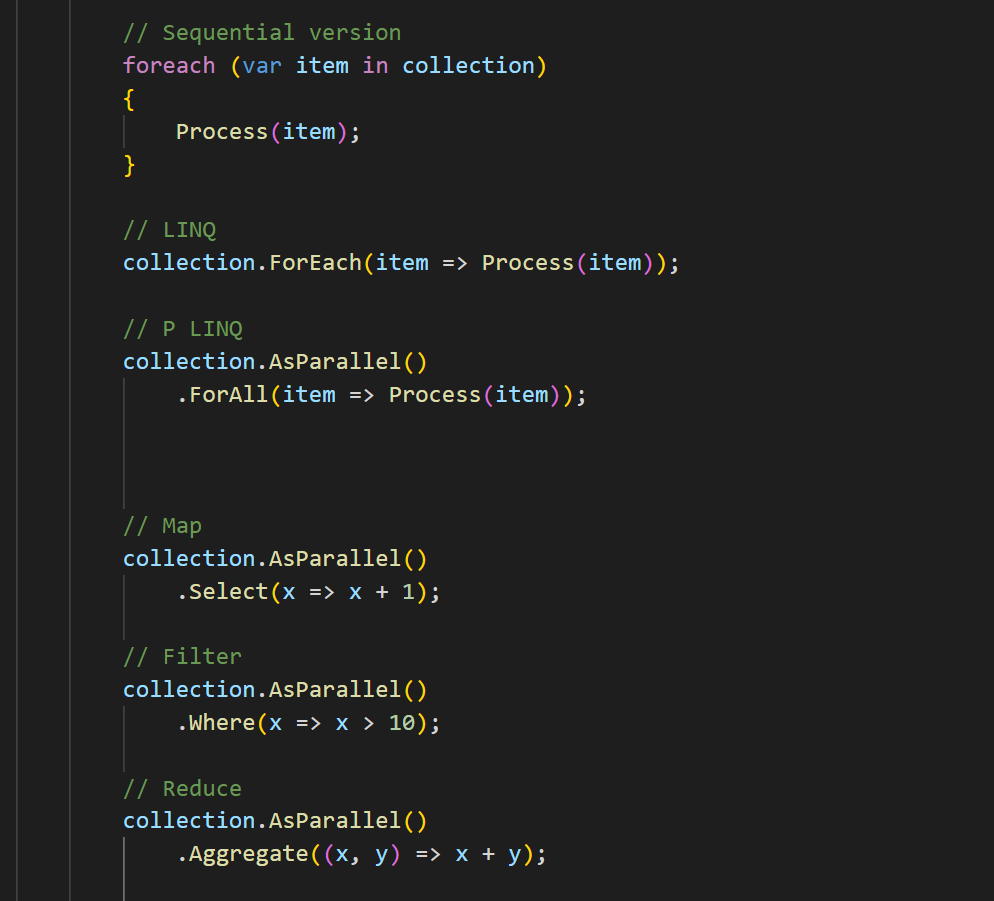 // Sequential version
foreach (var item in collection)
{
    Process(item);
}
// LINQ
collection.ForEach(item => Process(item));
// P LINQ
collection.AsParallel()
    .ForAll(item => Process(item));
// Map
collection.AsParallel()
    .Select(x => x + 1);
// Filter
collection.AsParallel()
    .Where(x => x > 10);
// Reduce
collection.AsParallel()
    .Aggregate((x, y) => x + y);